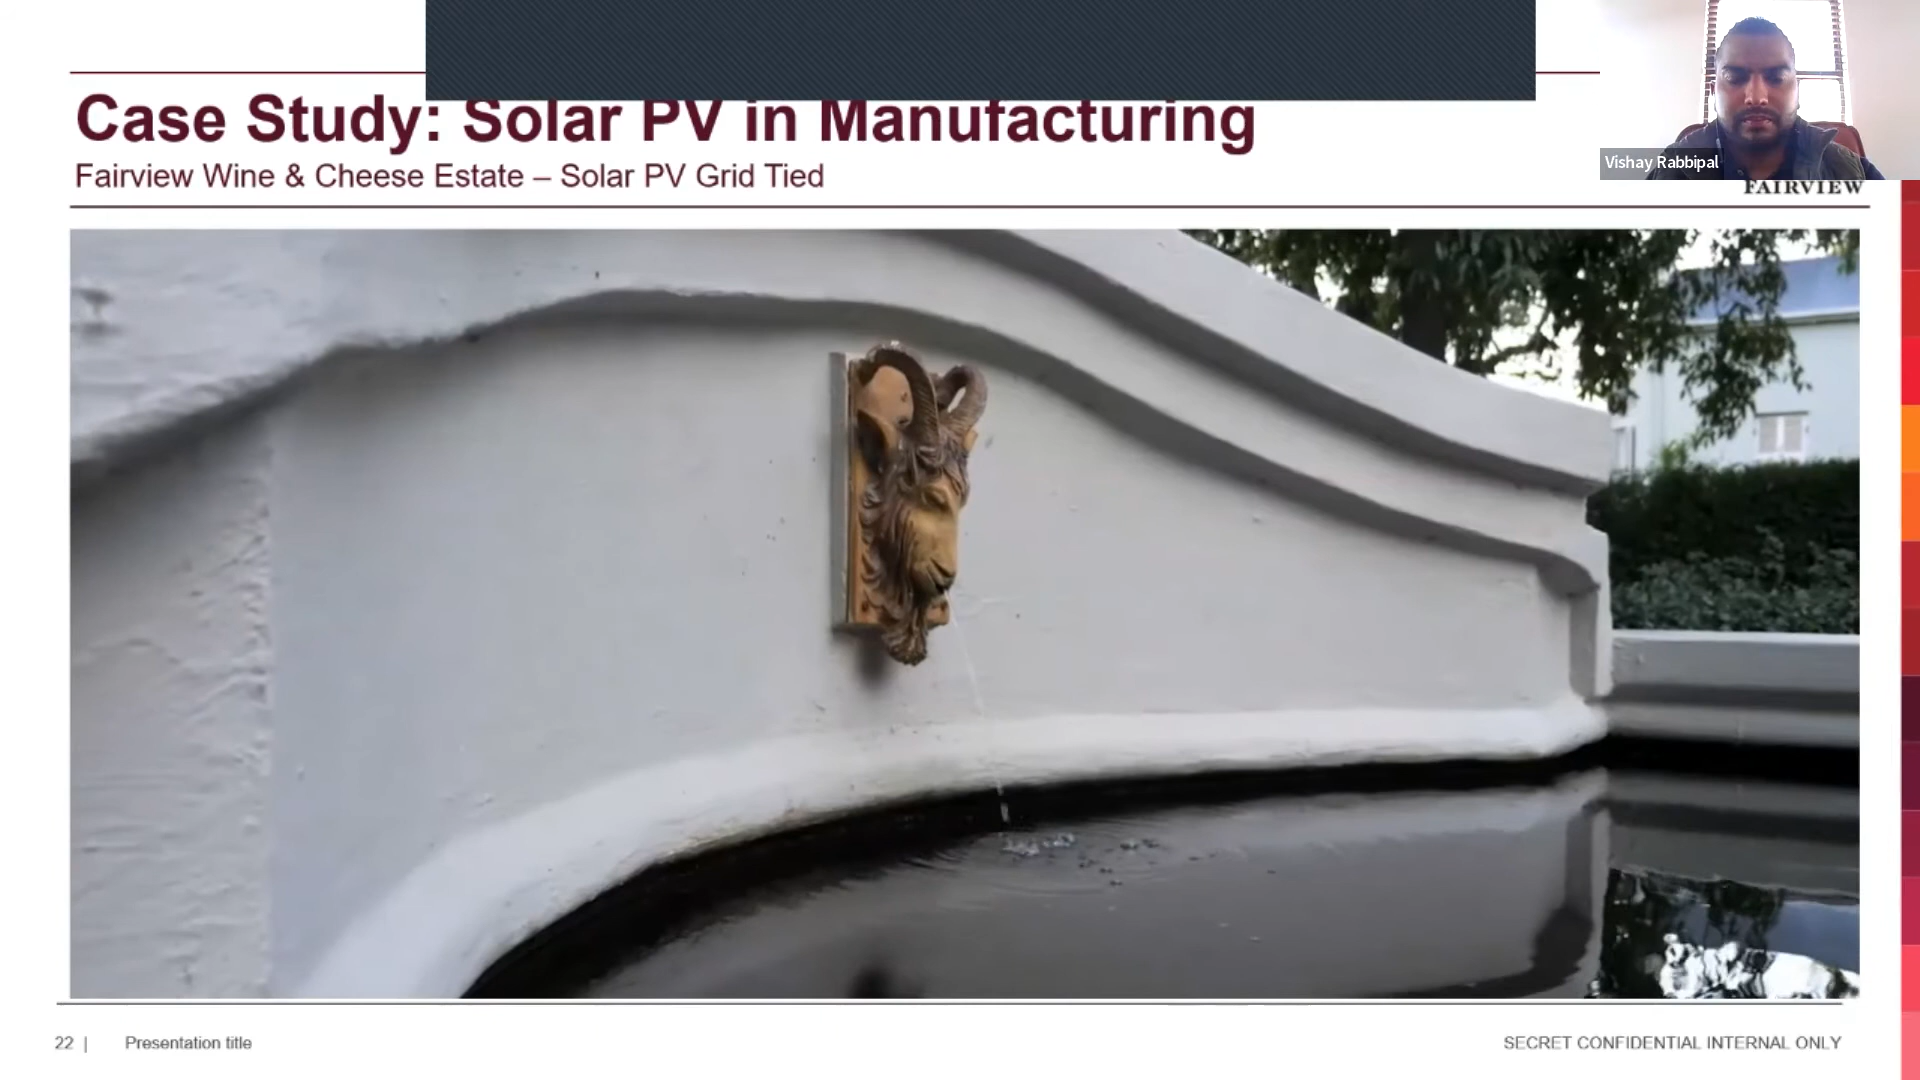 Case Study: Solar PV in Manufacturing
Fairview Wine & Cheese Estate – Solar PV Grid Tied
Vishay Rabbipal
FAIRVIEW
22 |
Presentation title
SECRET CONFIDENTIAL INTERNAL ONLY